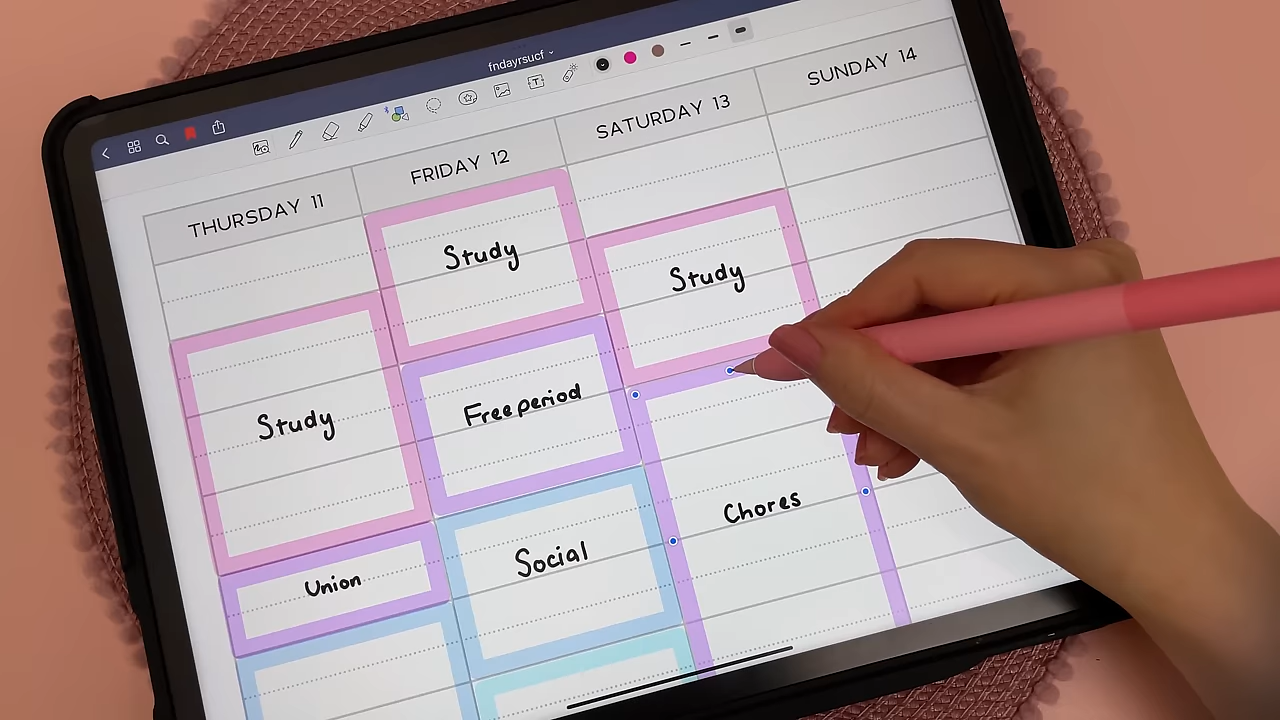 fndayrsucf
THURSDAY 11
FRIDAY 12
SATURDAY 13
SUNDAY 14
Study
Study
Study
Free period
Chores
Social
Union